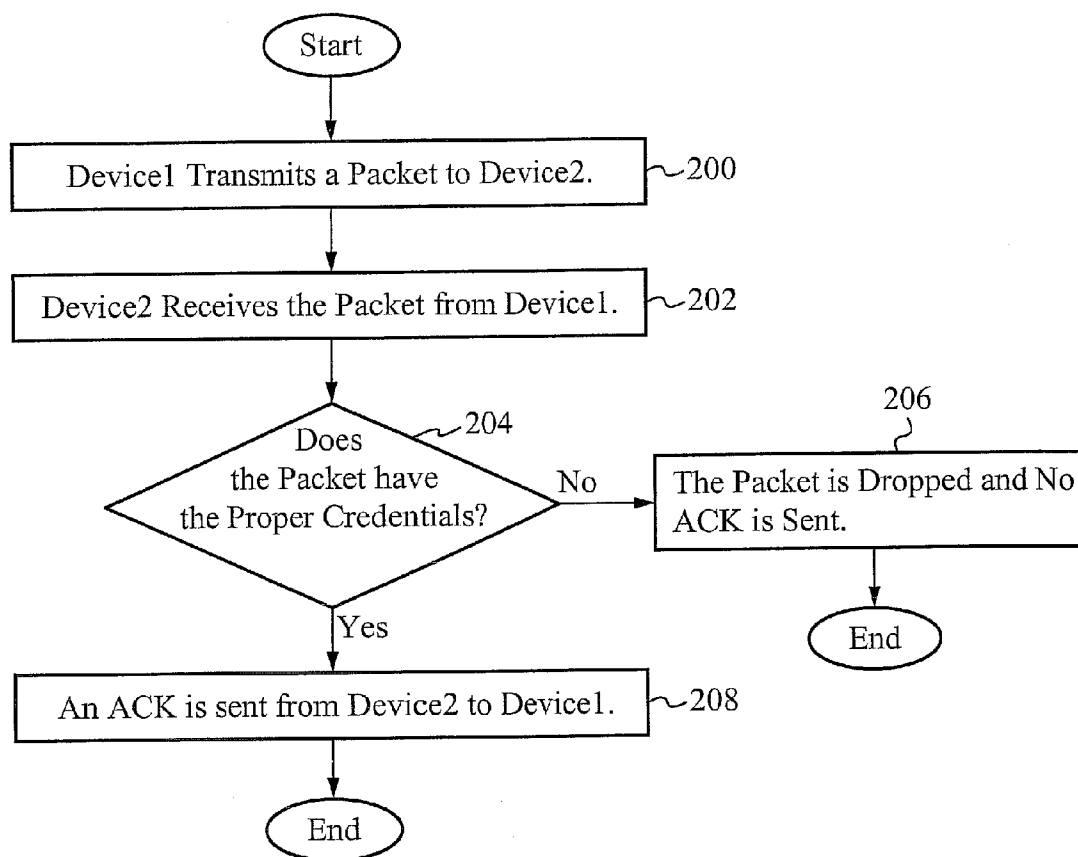 Start
Device1 Transmits a Packet to Device2.
200
Device2 Receives the Packet from Device1.
202
Does
the Packet have
the Proper Credentials?
204
No
206
The Packet is Dropped and No
ACK is Sent.
End
Yes
An ACK is sent from Device2 to Device1.
208
End